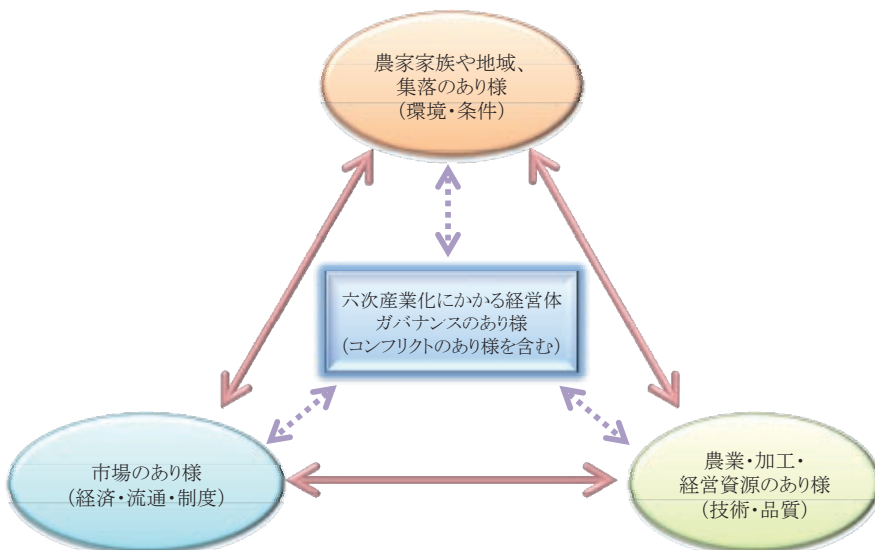 農家家族や地域、
集落のあり様
（環境・条件）
六次産業化にかかる経営体
ガバナンスのあり様
（コンフリクトのあり様を含む）
市場のあり様
（経済・流通・制度）
農業・加工・
経営資源のあり様
（技術・品質）